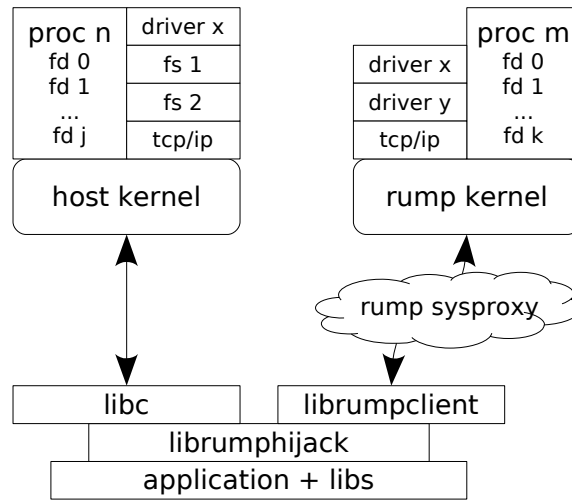 proc n
fd 0
fd 1
...
fd j
driver x
fs 1
fs 2
tcp/ip
host kernel
driver x
driver y
tcp/ip
proc m
fd 0
fd 1
...
fd k
rump kernel
rump sysproxy
libc
librumpclient
librumphijack
application + libs